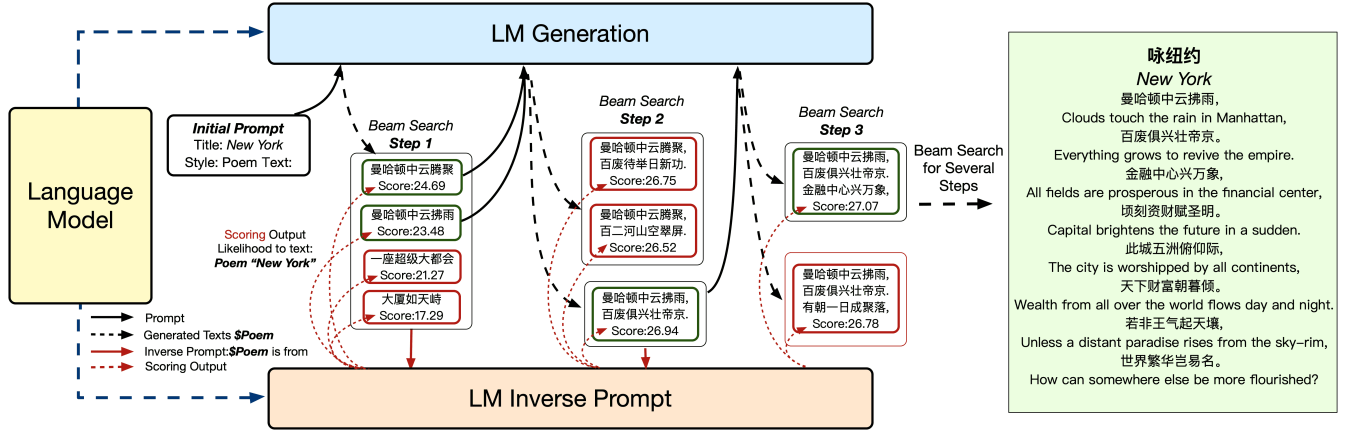 LM Generation
Language
Model
Initial Prompt
Title: New York
Style: Poem Text:
Beam Search
Step 1
曼哈顿中云腾聚
Score:24.69
曼哈顿中云拂雨
Score:23.48
一座超级大都会
Score:21.27
大厦如天峙
Score:17.29
Scoring Output
Likelihood to text:
Poem “New York”
Prompt
Generated Texts $Poem
Inverse Prompt:$Poem is from
Scoring Output
Beam Search
Step 2
曼哈顿中云腾聚,
百废待举日新功.
Score:26.75
曼哈顿中云腾聚,
百二河山空翠屏.
Score:26.52
曼哈顿中云拂雨,
百废俱兴壮帝京.
Score:26.94
Beam Search
Step 3
曼哈顿中云拂雨,
百废俱兴壮帝京.
金融中心兴万象,
Score:27.07
曼哈顿中云拂雨,
百废俱兴壮帝京.
有朝一日成聚落,
Score:26.78
Beam Search
for Several
Steps
LM Inverse Prompt
咏纽约
New York
曼哈顿中云拂雨，
Clouds touch the rain in Manhattan,
百废俱兴壮帝京。
Everything grows to revive the empire.
金融中心兴万象，
All fields are prosperous in the financial center,
顷刻资财赋圣明。
Capital brightens the future in a sudden.
此城五洲俯仰际，
The city is worshipped by all continents,
天下财富朝暮倾。
Wealth from all over the world flows day and night.
若非王气起天壤，
Unless a distant paradise rises from the sky-rim,
世界繁华岂易名。
How can somewhere else be more flourished?